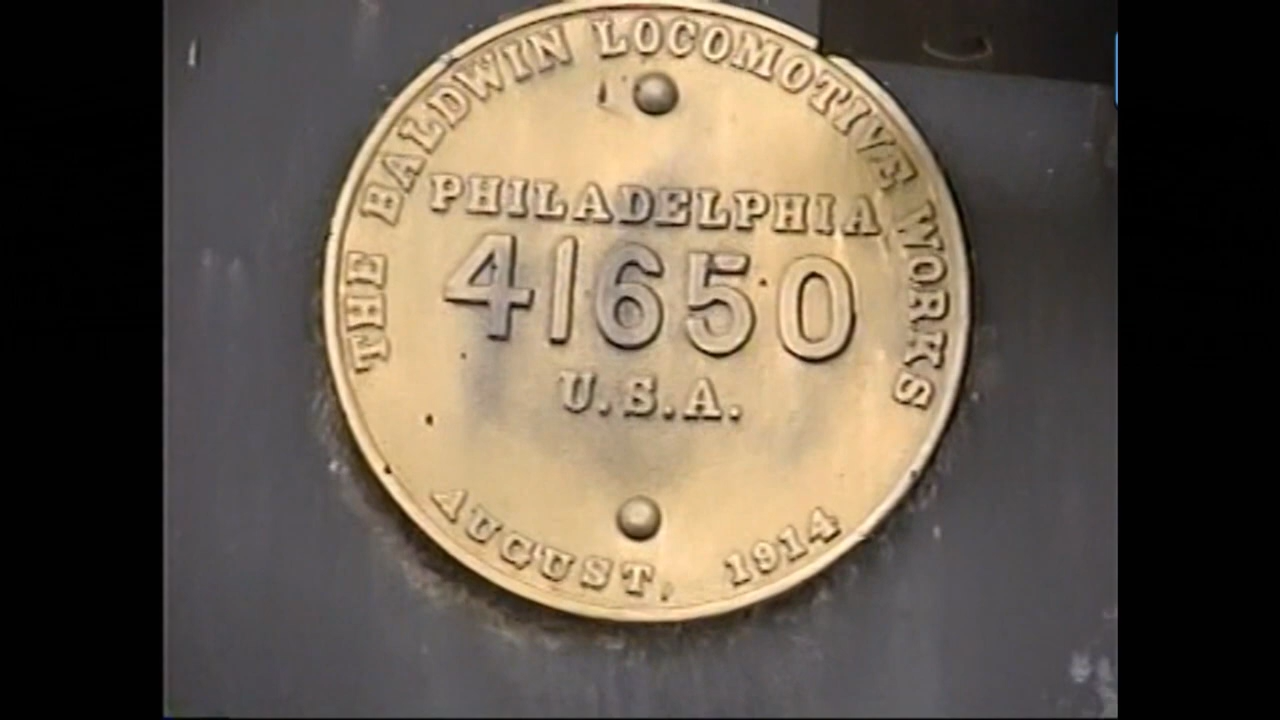 THE BALDWIN LOCOMOTIVE WORKS
PHILADELPHIA
41650
U.S.A.
AUGUST, 1914